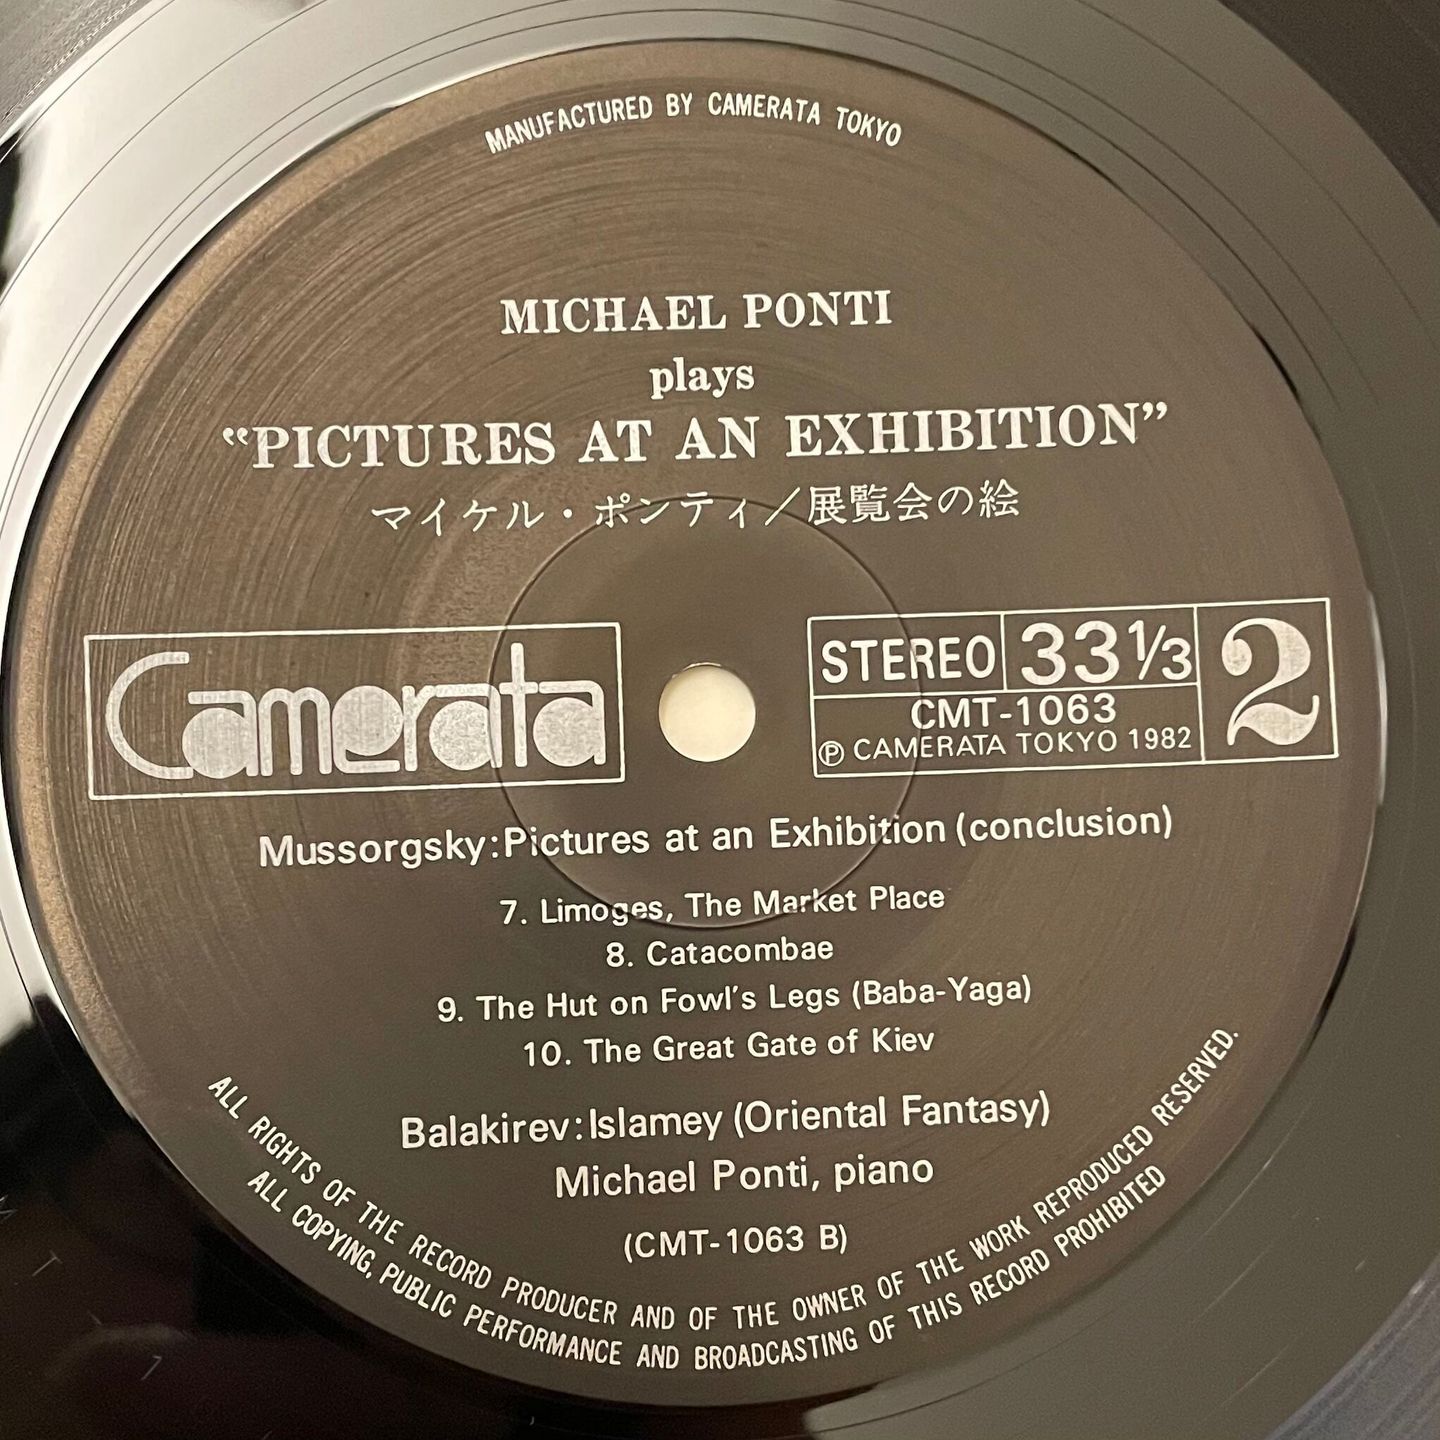 MANUFACTURED BY CAMERATA TOKYO
MICHAEL PONTI
plays
“PICTURES AT AN EXHIBITION”
マイケル・ポンティ／展覧会の絵
Camerata
STEREO 33 1/3 2
CMT-1063
℗ CAMERATA TOKYO 1982
Mussorgsky:Pictures at an Exhibition (conclusion)
7. Limoges, The Market Place
8. Catacombae
9. The Hut on Fowl's Legs (Baba-Yaga)
10. The Great Gate of Kiev
Balakirev:Islamey (Oriental Fantasy)
Michael Ponti, piano
(CMT-1063 B)
ALL RIGHTS OF THE RECORD PRODUCER AND OF THE OWNER OF THE WORK REPRODUCED RESERVED.
ALL COPYING, PUBLIC PERFORMANCE AND BROADCASTING OF THIS RECORD PROHIBITED